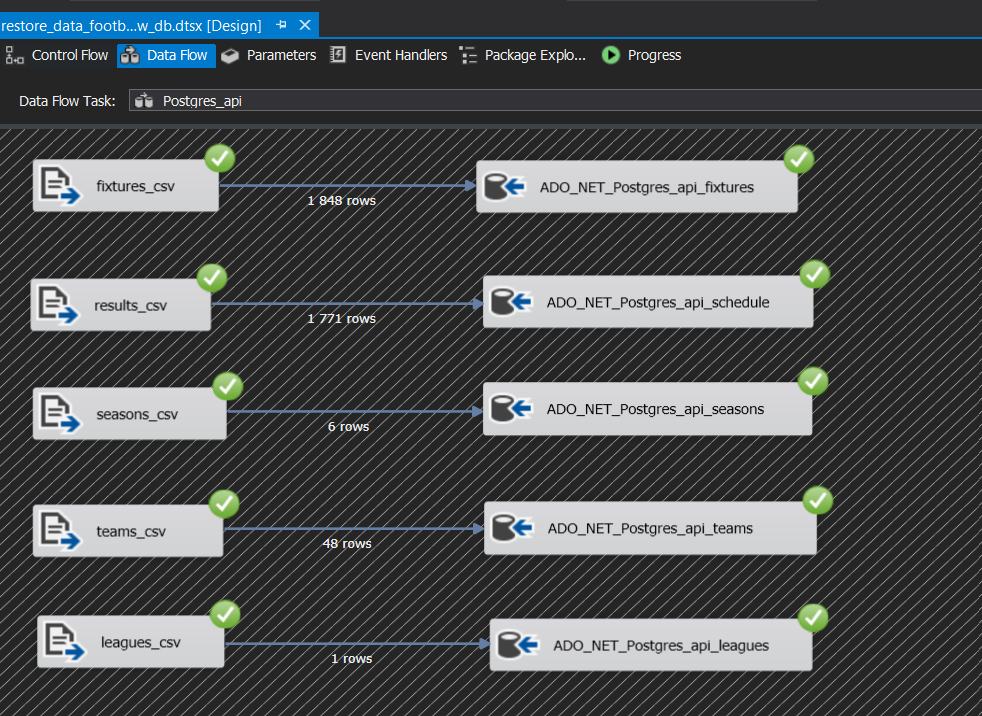 restore_data_footb...w_db.dtsx [Design]
Control Flow Data Flow Parameters Event Handlers Package Explo... Progress
Data Flow Task: Postgres_api
fixtures_csv ADO_NET_Postgres_api_fixtures
1 848 rows
results_csv ADO_NET_Postgres_api_schedule
1 771 rows
seasons_csv ADO_NET_Postgres_api_seasons
6 rows
teams_csv ADO_NET_Postgres_api_teams
48 rows
leagues_csv ADO_NET_Postgres_api_leagues
1 rows